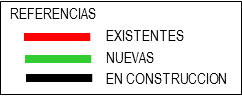 REFERENCIAS
EXISTENTES
NUEVAS
EN CONSTRUCCION